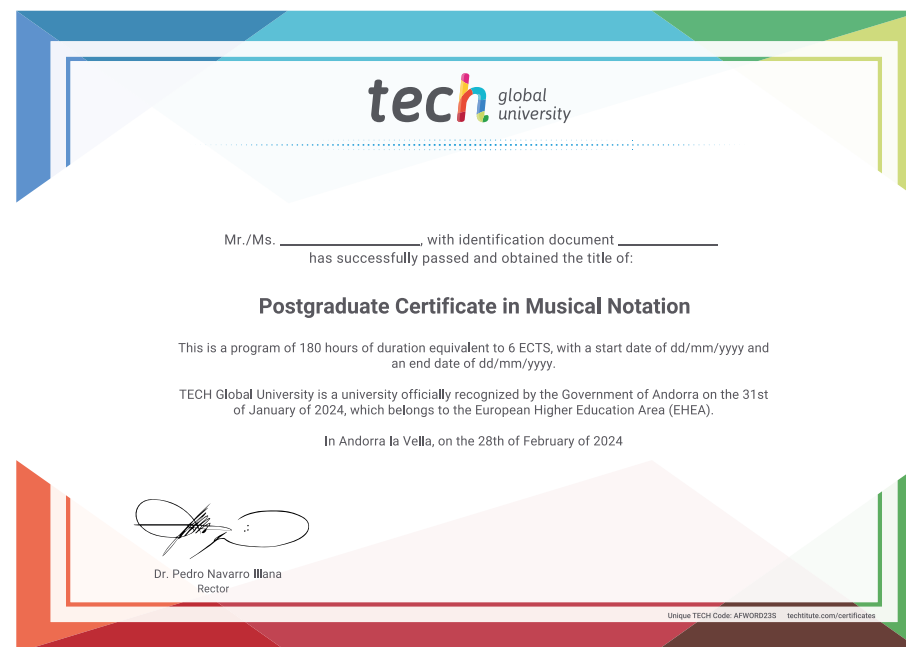 tech global
university
Mr./Ms. ____________, with identification document ____________
has successfully passed and obtained the title of:
Postgraduate Certificate in Musical Notation
This is a program of 180 hours of duration equivalent to 6 ECTS, with a start date of dd/mm/yyyy and
an end date of dd/mm/yyyy.
TECH Global University is a university officially recognized by the Government of Andorra on the 31st
of January of 2024, which belongs to the European Higher Education Area (EHEA).
In Andorra la Vella, on the 28th of February of 2024
Dr. Pedro Navarro Illana
Rector
Unique TECH Code: AFWORD23S techtitute.com/certificates